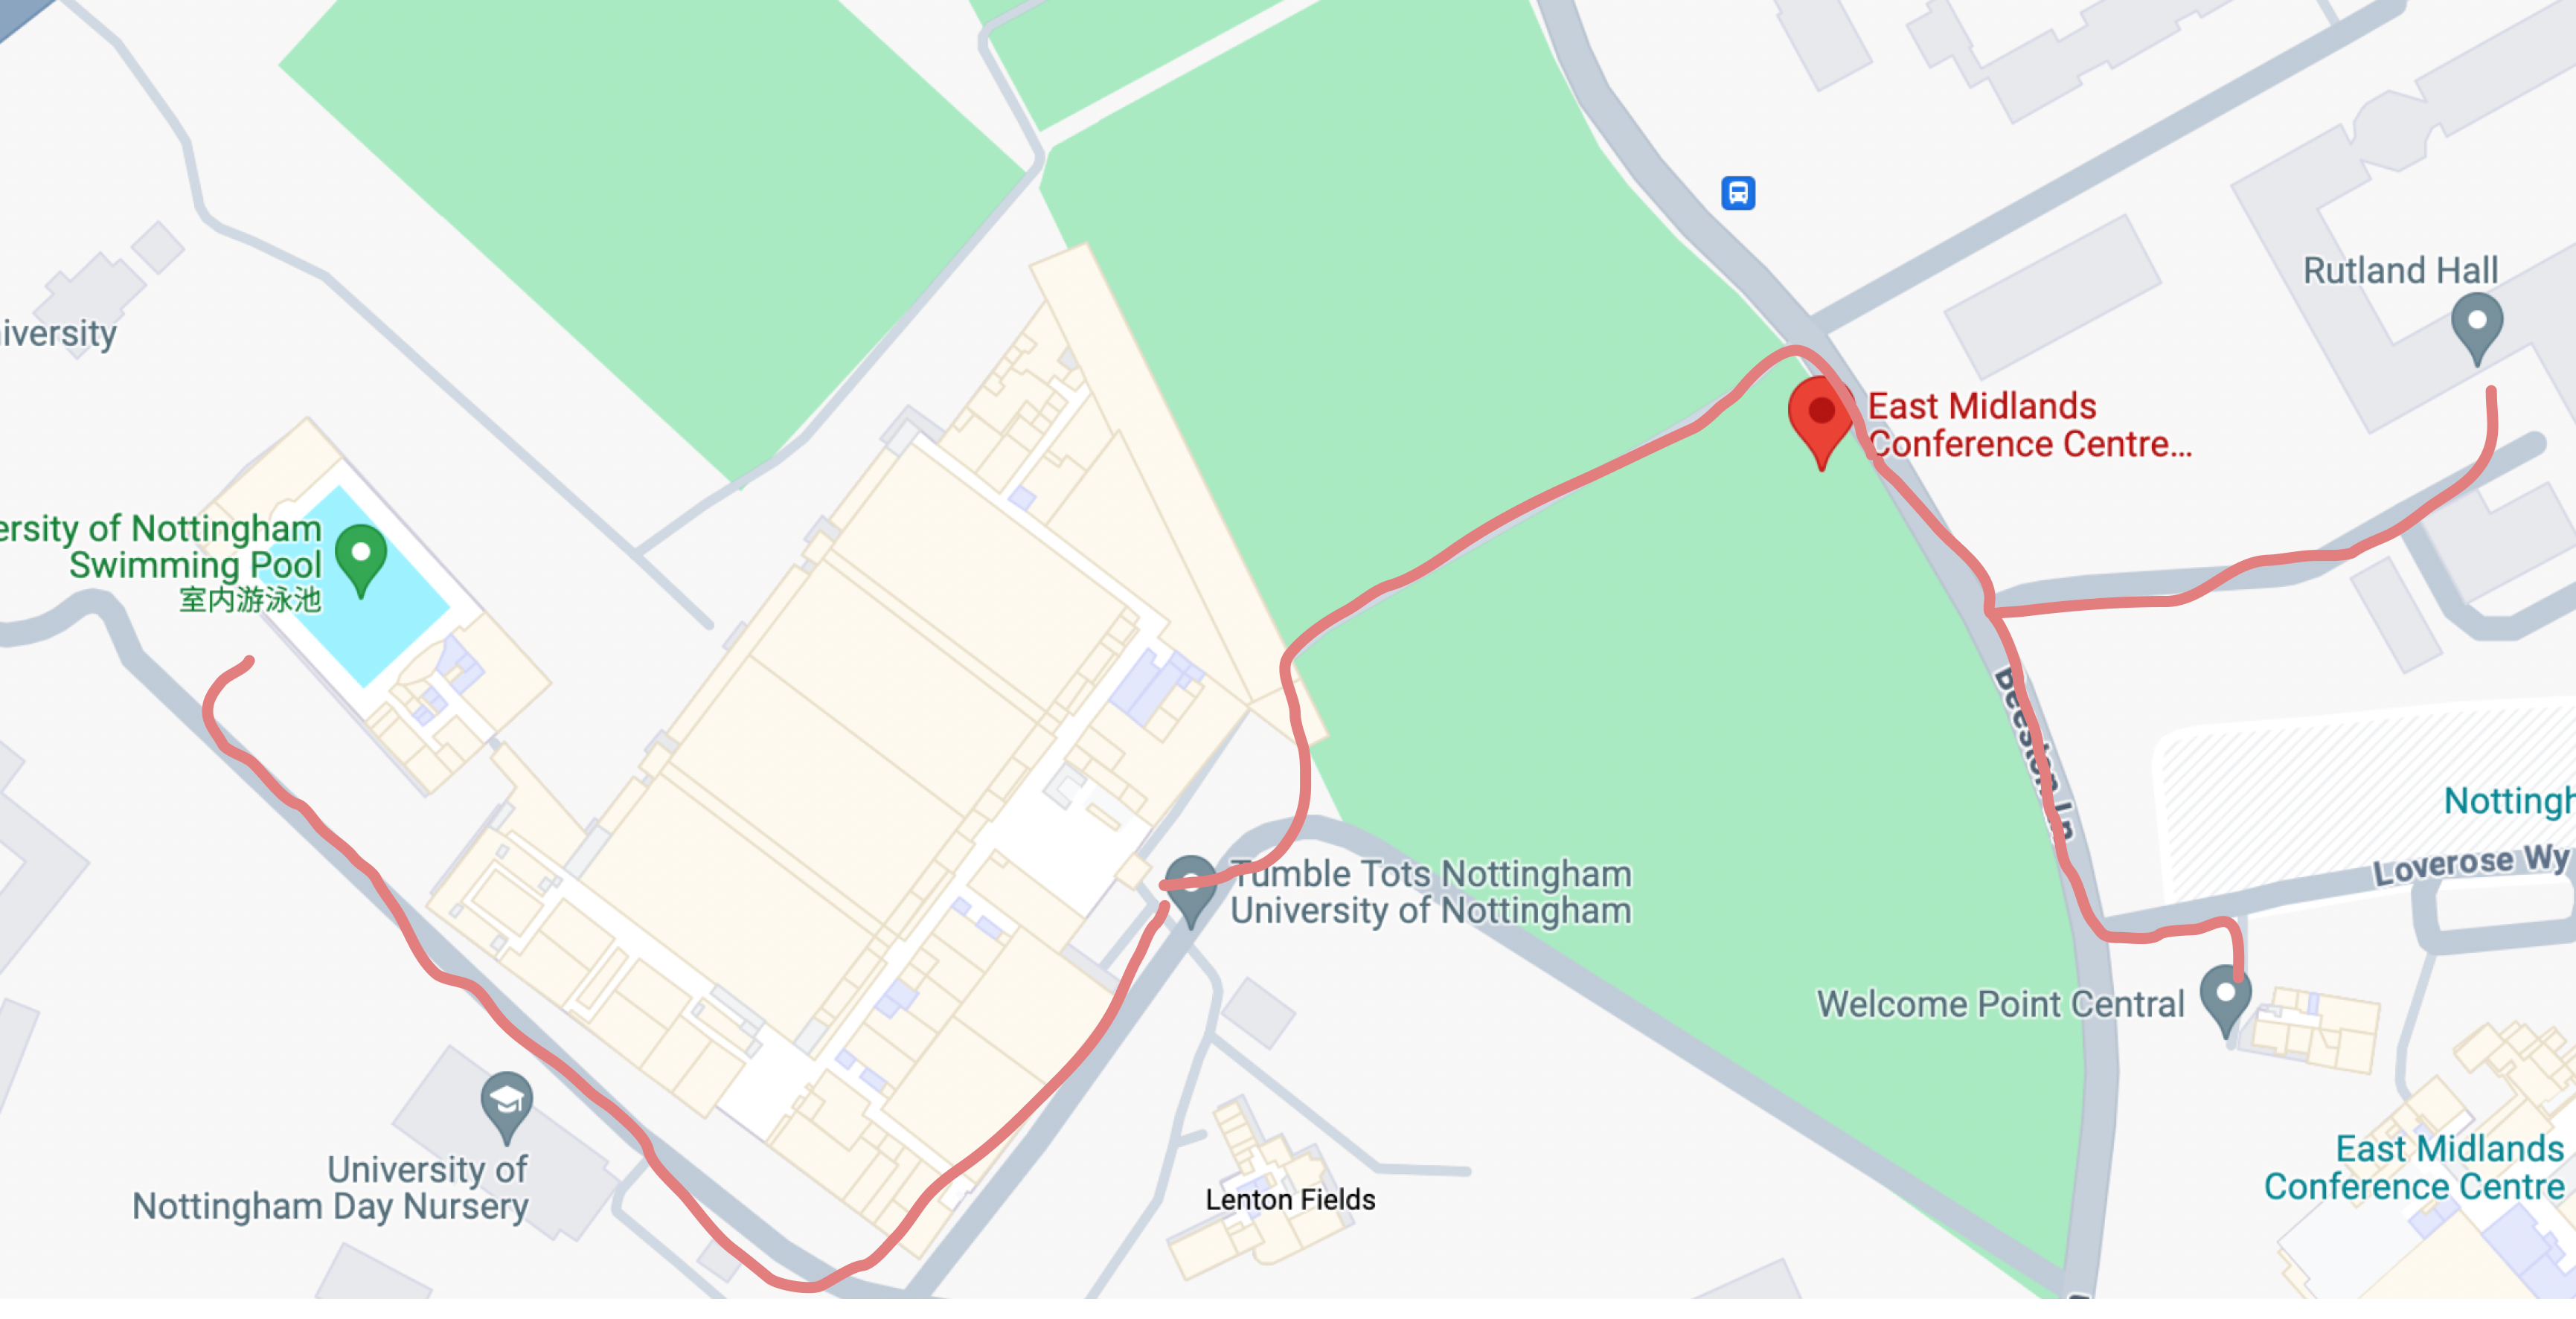 Rutland Hall
iversity
East Midlands
Conference Centre...
ersity of Nottingham
Swimming Pool
室内游泳池
Beeston Ln
Nottingh
Loverose Wy
Tumble Tots Nottingham
University of Nottingham
Welcome Point Central
University of
Nottingham Day Nursery
Lenton Fields
East Midlands
Conference Centre